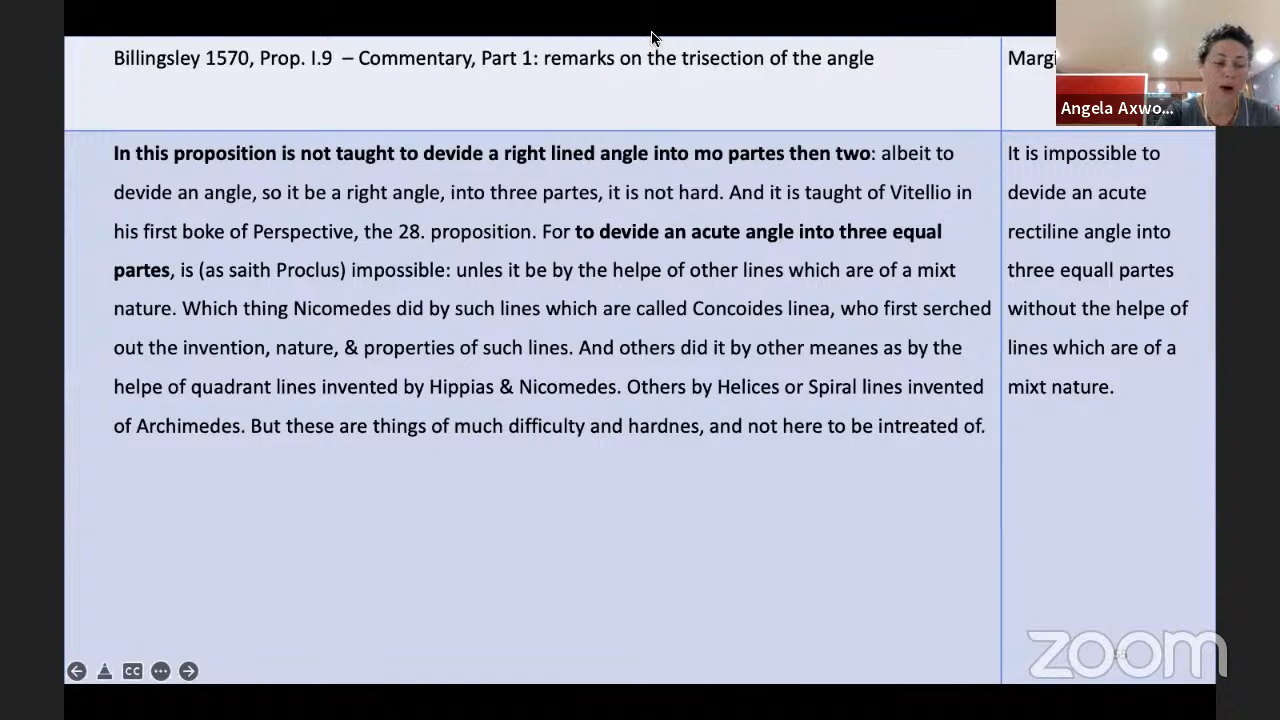 Billingsley 1570, Prop. I.9 – Commentary, Part 1: remarks on the trisection of the angle
Angela Axwo...
In this proposition is not taught to devide a right lined angle into mo partes then two: albeit to
devide an angle, so it be a right angle, into three partes, it is not hard. And it is taught of Vitellio in
his first boke of Perspective, the 28. proposition. For to devide an acute angle into three equal
partes, is (as saith Proclus) impossible: unles it be by the helpe of other lines which are of a mixt
nature. Which thing Nicomedes did by such lines which are called Concoides linea, who first serched
out the invention, nature, & properties of such lines. And others did it by other meanes as by the
helpe of quadrant lines invented by Hippias & Nicomedes. Others by Helices or Spiral lines invented
of Archimedes. But these are things of much difficulty and hardnes, and not here to be intreated of.
It is impossible to
devide an acute
rectiline angle into
three equall partes
without the helpe of
lines which are of a
mixt nature.
CC
zoom